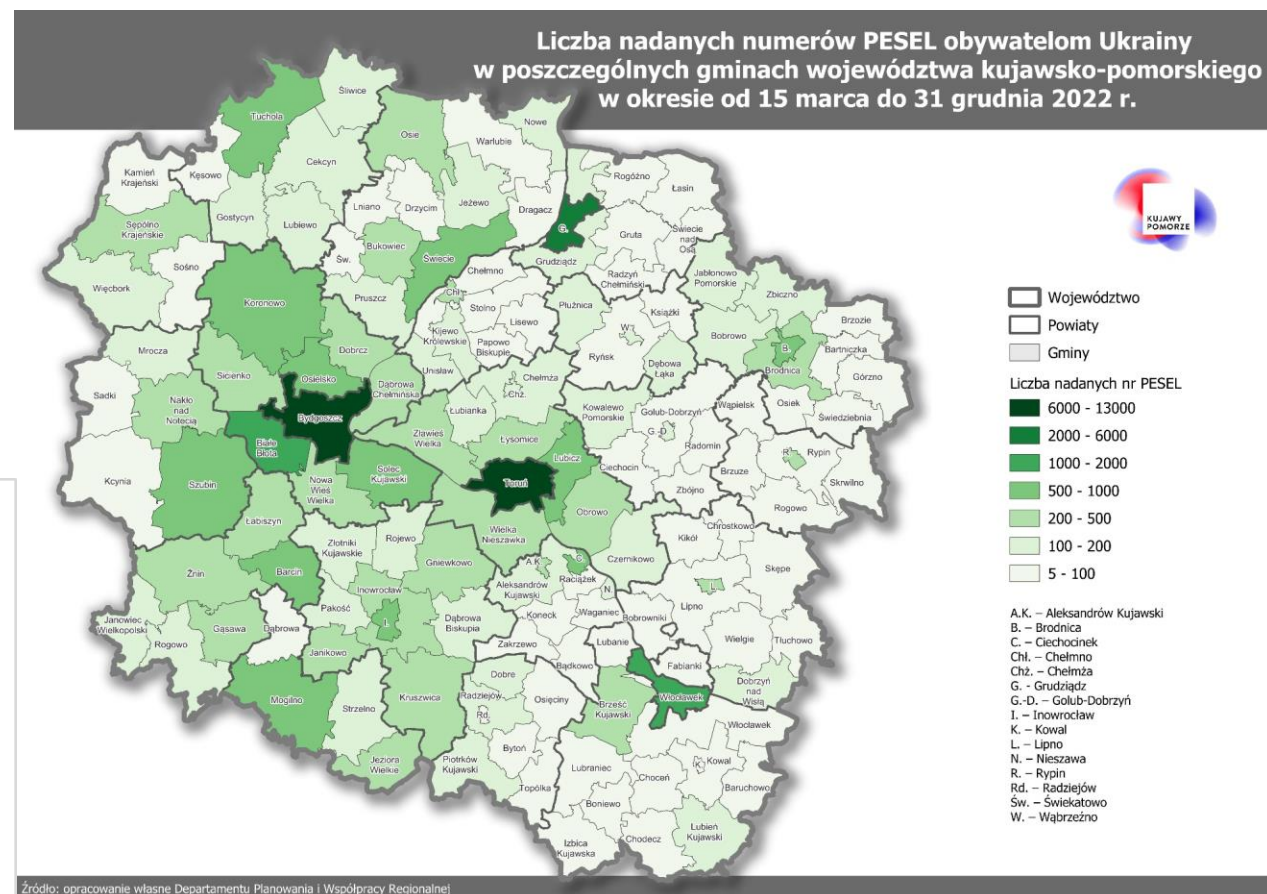 Liczba nadanych numerów PESEL obywatelom Ukrainy
w poszczególnych gminach województwa kujawsko-pomorskiego
w okresie od 15 marca do 31 grudnia 2022 r.
KUJAWY
POMORZE
Województwo
Powiaty
Gminy
Liczba nadanych nr PESEL
6000 - 13000
2000 - 6000
1000 - 2000
500 - 1000
200 - 500
100 - 200
5 - 100
A.K. – Aleksandrów Kujawski
B. – Brodnica
C. – Ciechocinek
Chł. – Chełmno
Chż. – Chełmża
G. - Grudziądz
G.-D. – Golub-Dobrzyń
I. – Inowrocław
K. – Kowal
L. – Lipno
N. – Nieszawa
R. – Rypin
Rd. – Radziejów
Św. – Świekatowo
W. – Wąbrzeźno
Śliwice
Tuchola
Nowe
Osie
Warlubie
Cekcyn
Kamień
Krajeński
Kęsowo
Rogóźno
Łasin
Lniano
Drzycim
Jeżewo
Dragacz
Gostycyn
Lubiewo
Sępólno
Krajeńskie
G.
Gruta
Świecie
nad
Osą
Bukowiec
Św.
Świecie
Grudziądz
Sośno
Chełmno
Radzyń
Chełmiński
Jabłonowo
Pomorskie
Więcbork
Koronowo
Pruszcz
Chł.
Stolno
Płużnica
Zbiczno
Lisewo
Książki
Brzozie
Kijewo
Królewskie
Papowo
Biskupie
W.
Bobrowo
B.
Bartniczka
Mrocza
Dobrcz
Ryńsk
Sicienko
Osielsko
Unisław
Chełmża
Dębowa
Łąka
Brodnica
Górzno
Sadki
Nakło
nad
Notecią
Dąbrowa
Chełmińska
Chż.
Osiek
Świedziebnia
Bydgoszcz
Łubianka
Kowalewo
Pomorskie
Golub-Dobrzyń
Wąpielsk
G.-D.
Białe
Błota
Zławieś
Wielka
Łysomice
Radomin
R.
Rypin
Lubicz
Kcynia
Szubin
Solec
Kujawski
Ciechocin
Brzuze
Nowa
Wieś
Wielka
Toruń
Zbójno
Skrwilno
Rogowo
Łabiszyn
Obrowo
Wielka
Nieszawka
Chrostkowo
Złotniki
Kujawskie
Rojewo
Kikół
Czernikowo
Żnin
Barcin
Gniewkowo
A.K.
C.
Raciążek
Skępe
Inowrocław
Aleksandrów
Kujawski
N.
L.
Pakość
Lipno
Janowiec
Wielkopolski
Gąsawa
Dąbrowa
I.
Dąbrowa
Biskupia
Koneck
Waganiec
Bobrowniki
Rogowo
Wielgie
Tłuchowo
Janikowo
Zakrzewo
Lubanie
Bądkowo
Fabianki
Mogilno
Kruszwica
Dobre
Strzelno
Radziejów
Osięciny
Brześć
Kujawski
Włocławek
Dobrzyń
nad
Wisłą
Rd.
Włocławek
Jeziora
Wielkie
Piotrków
Kujawski
Bytoń
Lubraniec
Choceń
K.
Kowal
Topólka
Baruchowo
Boniewo
Izbica
Kujawska
Chodecz
Lubień
Kujawski
Źródło: opracowanie własne Departamentu Planowania i Współpracy Regionalnej